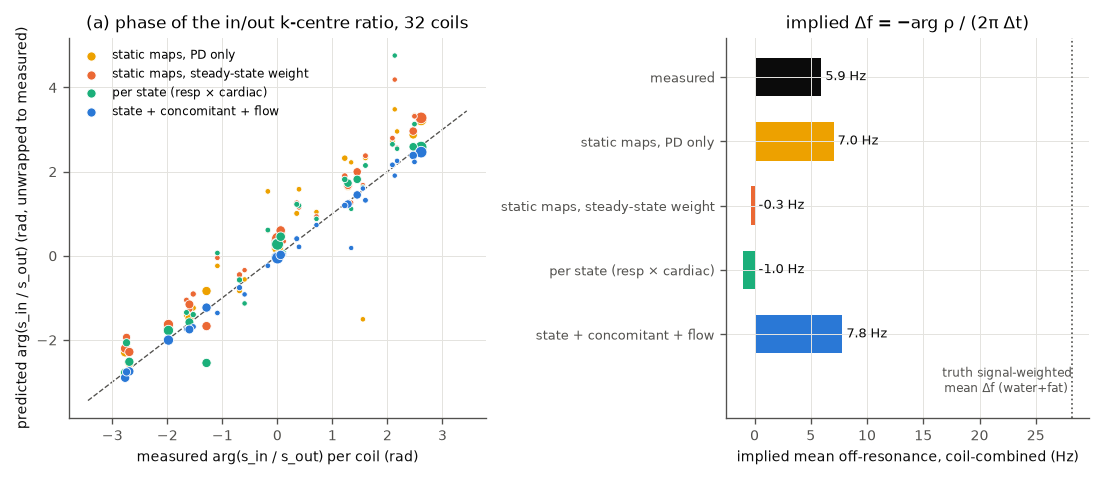 (a) phase of the in/out k-centre ratio, 32 coils
static maps, PD only
static maps, steady-state weight
per state (resp × cardiac)
state + concomitant + flow
predicted arg(s_in / s_out) (rad, unwrapped to measured)
4
2
0
−2
−3
−2
−1
0
1
2
3
measured arg(s_in / s_out) per coil (rad)
implied Δf = −arg ρ / (2π Δt)
measured
5.9 Hz
static maps, PD only
7.0 Hz
static maps, steady-state weight
-0.3 Hz
per state (resp × cardiac)
-1.0 Hz
state + concomitant + flow
7.8 Hz
truth signal-weighted
mean Δf (water+fat)
0
5
10
15
20
25
implied mean off-resonance, coil-combined (Hz)